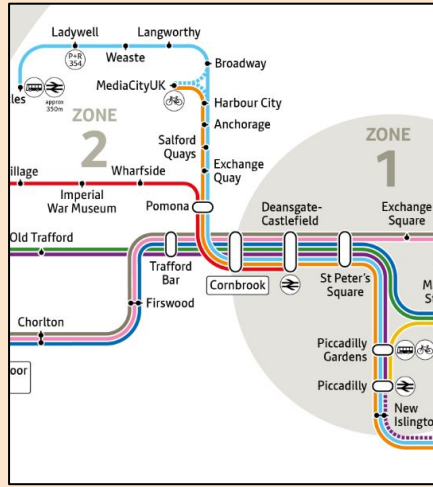 Ladywell
Langworthy
P+R
354
Weaste
Broadway
les
approx
350m
MediaCityUK
Harbour City
ZONE
2
Anchorage
Salford
Quays
Exchange
Quay
ZONE
1
illage
Wharfside
Imperial
War Museum
Pomona
Deansgate-
Castlefield
Exchange
Square
Old Trafford
Trafford
Bar
Cornbrook
St Peter's
Square
M
St
Firswood
Chorlton
oor
Piccadilly
Gardens
Piccadilly
New
Islingto